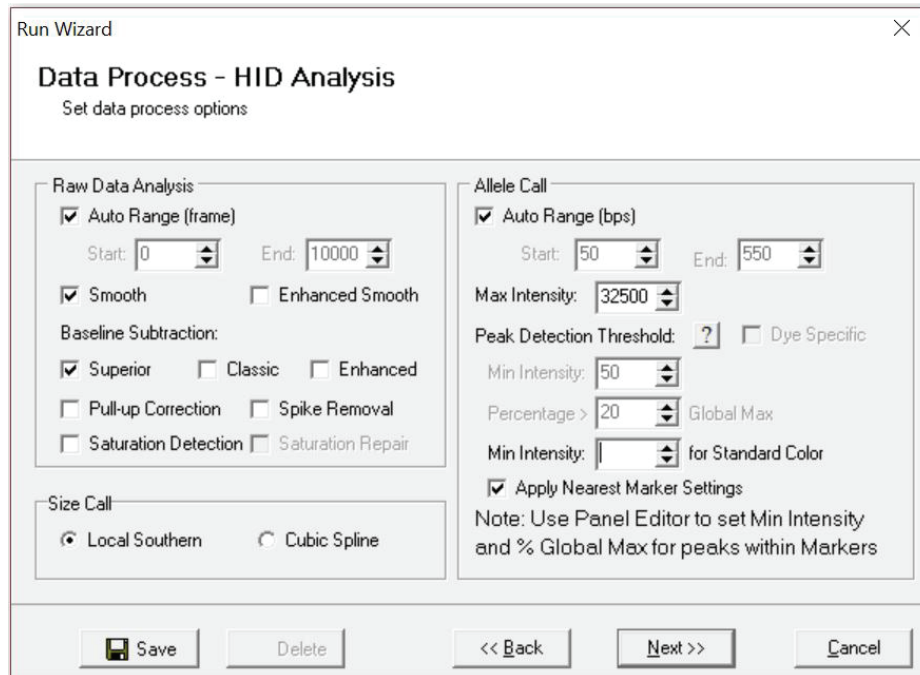 Run Wizard
Data Process - HID Analysis
Set data process options
Raw Data Analysis
Auto Range (frame)
Start: 0 End: 10000
Smooth Enhanced Smooth
Baseline Subtraction:
Superior Classic Enhanced
Pull-up Correction Spike Removal
Saturation Detection Saturation Repair
Size Call
Local Southern Cubic Spline
Allele Call
Auto Range (bps)
Start: 50 End: 550
Max Intensity: 32500
Peak Detection Threshold: ? Dye Specific
Min Intensity: 50
Percentage > 20 Global Max
Min Intensity: for Standard Color
Apply Nearest Marker Settings
Note: Use Panel Editor to set Min Intensity
and % Global Max for peaks within Markers
Save Delete << Back Next >> Cancel